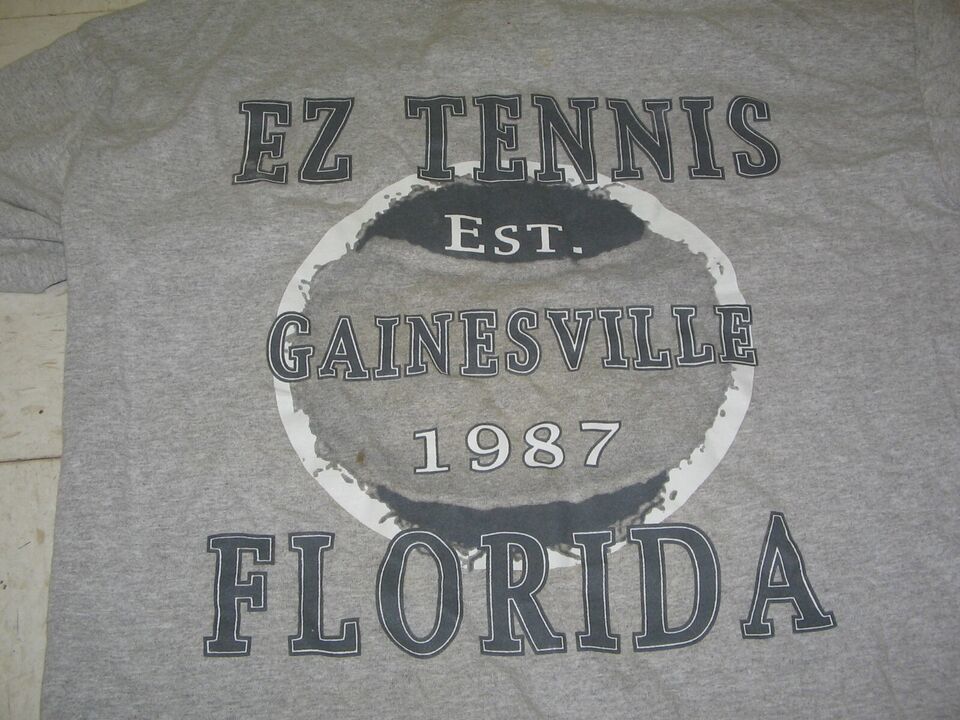 EZ TENNIS
EST.
GAINESVILLE
1987
FLORIDA